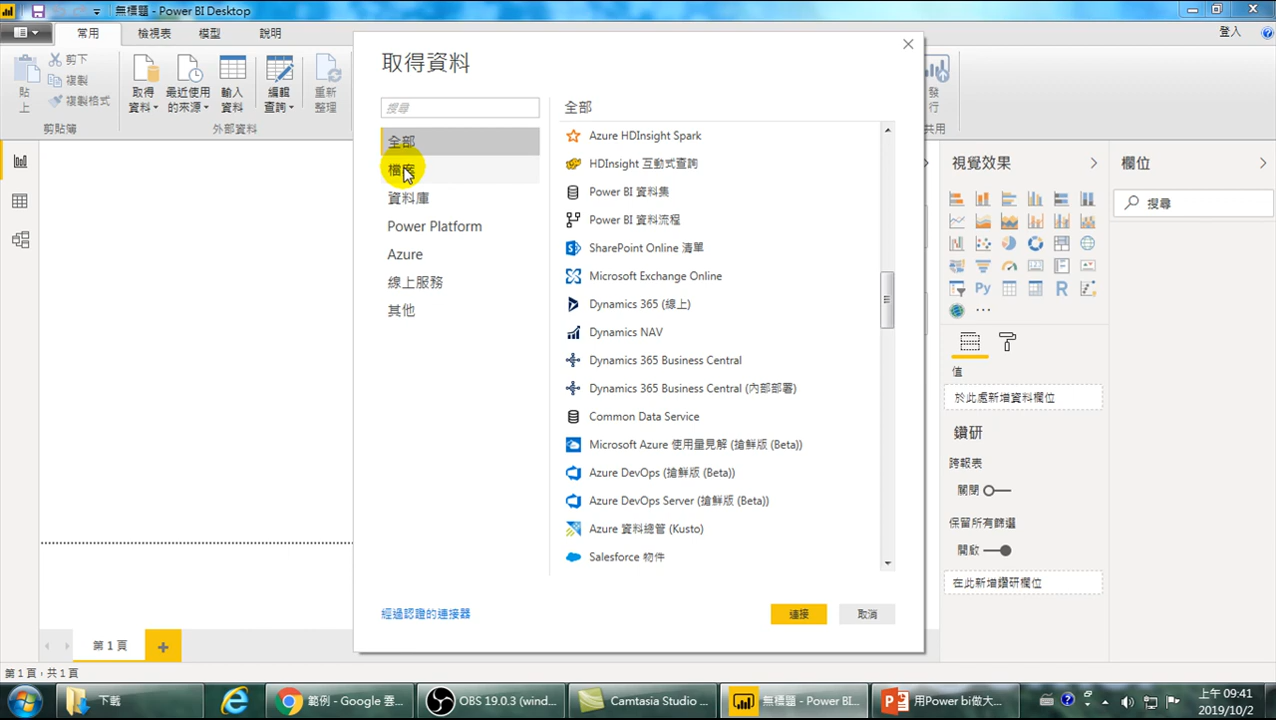 無標題 - Power BI Desktop
常用
檢視表
模型
說明
登入
貼上
剪下
複製
複製格式
剪貼簿
取得資料
最近使用的來源
輸入資料
編輯查詢
外部資料
重新整理
發行
共用
取得資料
搜尋
全部
檔案
資料庫
Power Platform
Azure
線上服務
其他
全部
Azure HDInsight Spark
HDInsight 互動式查詢
Power BI 資料集
Power BI 資料流程
SharePoint Online 清單
Microsoft Exchange Online
Dynamics 365 (線上)
Dynamics NAV
Dynamics 365 Business Central
Dynamics 365 Business Central (內部部署)
Common Data Service
Microsoft Azure 使用量見解 (搶鮮版 (Beta))
Azure DevOps (搶鮮版 (Beta))
Azure DevOps Server (搶鮮版 (Beta))
Azure 資料總管 (Kusto)
Salesforce 物件
經過認證的連接器
連接
取消
視覺效果
Py
R
值
於此處新增資料欄位
鑽研
跨報表
關閉
保留所有篩選
開啟
在此新增鑽研欄位
欄位
搜尋
第 1 頁
第 1 頁，共 1 頁
下載
範例 - Google 雲...
OBS 19.0.3 (wind...
Camtasia Studio ...
無標題 - Power BI...
用Power bi做大...
上午 09:41
2019/10/2